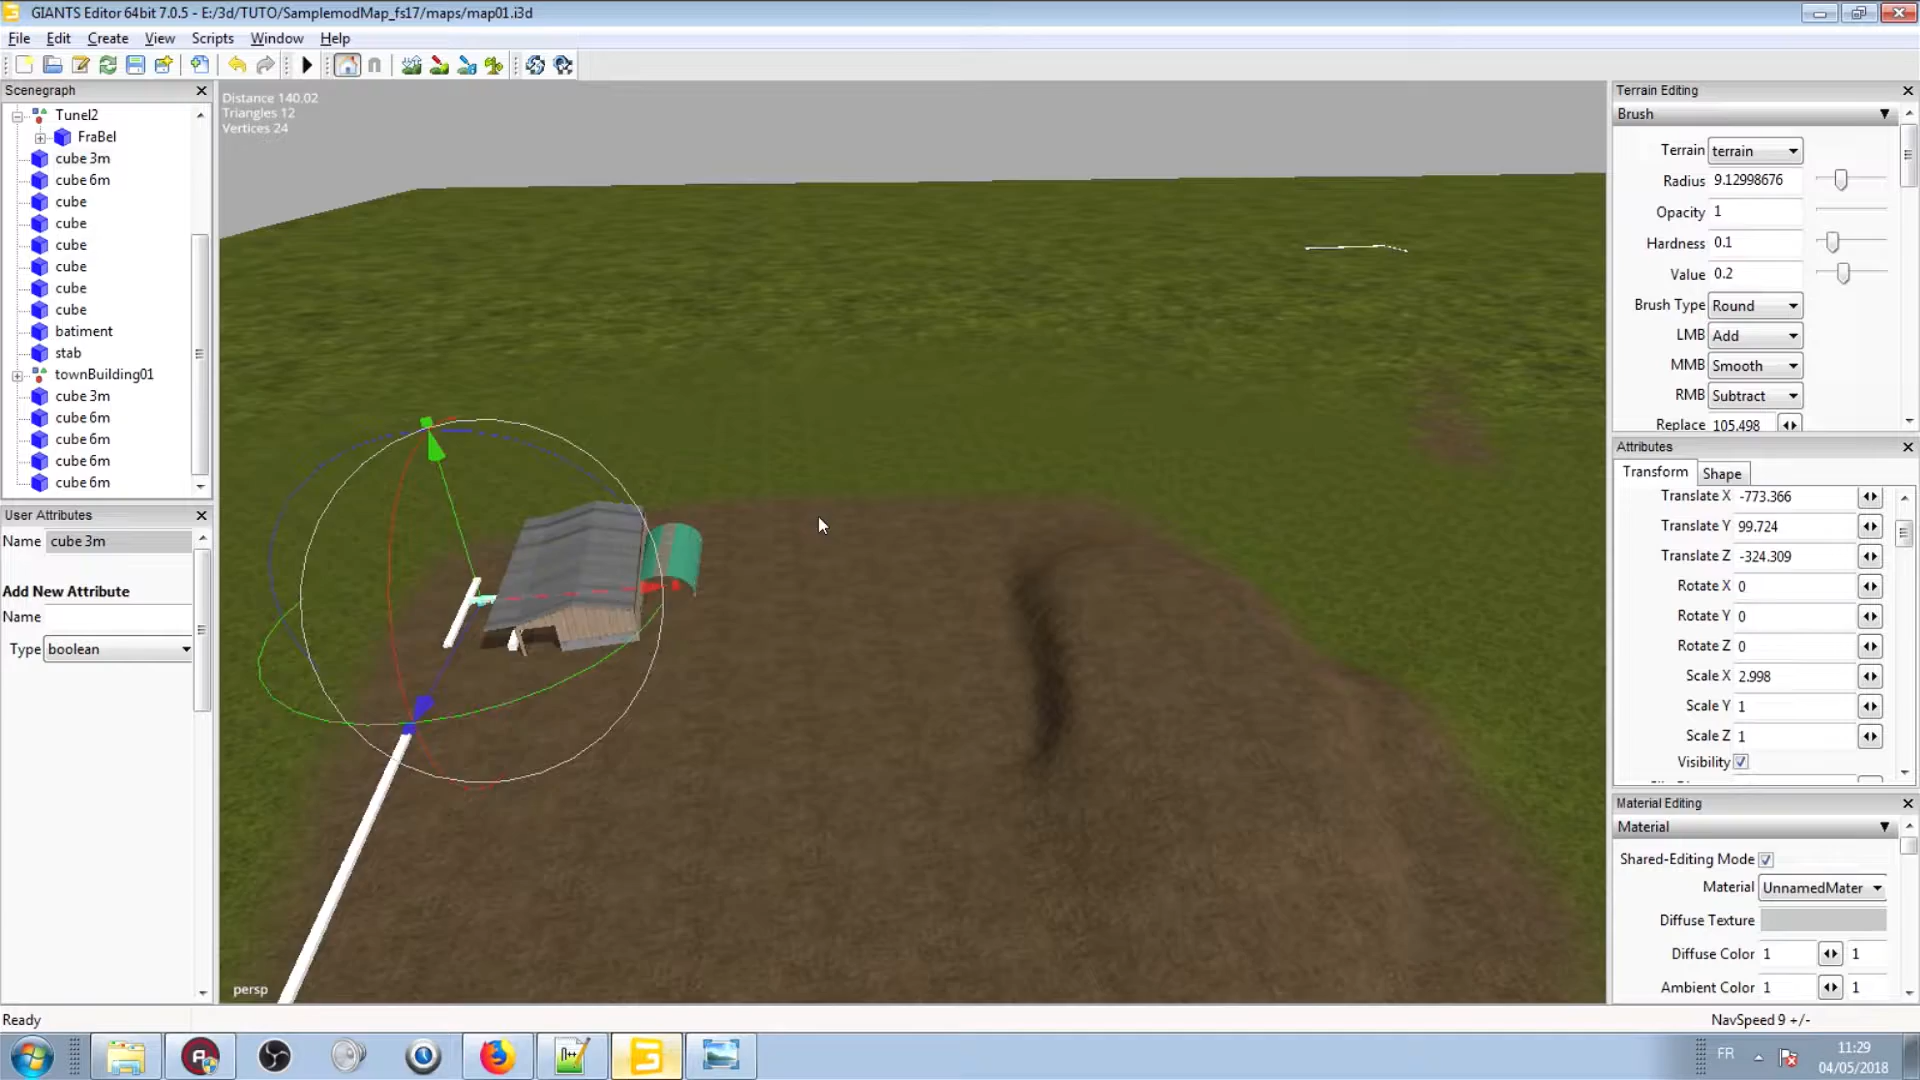 GIANTS Editor 64bit 7.0.5 - E:/3d/TUTO/SamplemodMap_fs17/maps/map01.i3d
File Edit Create View Scripts Window Help
Scenegraph
Tunel2
FraBel
cube 3m
cube 6m
cube
cube
cube
cube
cube
cube
batiment
stab
townBuilding01
cube 3m
cube 6m
cube 6m
cube 6m
cube 6m
User Attributes
Name cube 3m
Add New Attribute
Name
Type boolean
Distance 140.02
Triangles 12
Vertices 24
persp
Terrain Editing
Brush
Terrain terrain
Radius 9.12998676
Opacity 1
Hardness 0.1
Value 0.2
Brush Type Round
LMB Add
MMB Smooth
RMB Subtract
Replace 105.498
Attributes
Transform Shape
Translate X -773.366
Translate Y 99.724
Translate Z -324.309
Rotate X 0
Rotate Y 0
Rotate Z 0
Scale X 2.998
Scale Y 1
Scale Z 1
Visibility
Material Editing
Material
Shared-Editing Mode
Material UnnamedMater
Diffuse Texture
Diffuse Color 1 1
Ambient Color 1 1
Ready
NavSpeed 9 +/-
FR
11:29
04/05/2018